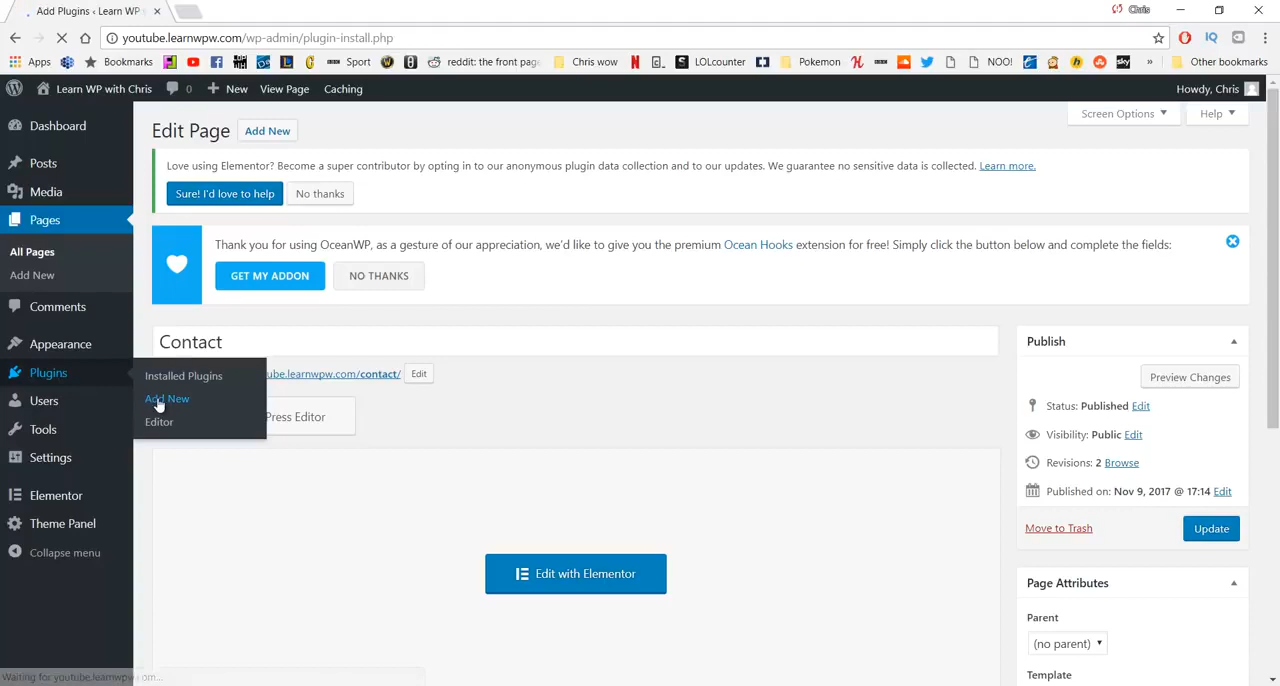 Add Plugins ‹ Learn W
Chris
youtube.learnwpw.com/wp-admin/plugin-install.php
Apps
Bookmarks
Sport
reddit: the front page
Chris wow
LOLcounter
Pokemon
NOO!
sky
»
Other bookmarks
Learn WP with Chris
0
New
View Page
Caching
Howdy, Chris
Dashboard
Posts
Media
Pages
All Pages
Add New
Comments
Appearance
Plugins
Users
Tools
Settings
Elementor
Theme Panel
Collapse menu
Installed Plugins
Add New
Editor
Screen Options
Help
Edit Page
Add New
Love using Elementor? Become a super contributor by opting in to our anonymous plugin data collection and to our updates. We guarantee no sensitive data is collected. Learn more.
Sure! I'd love to help
No thanks
Thank you for using OceanWP, as a gesture of our appreciation, we'd like to give you the premium Ocean Hooks extension for free! Simply click the button below and complete the fields:
GET MY ADDON
NO THANKS
Contact
ube.learnwpw.com/contact/
Edit
Press Editor
Edit with Elementor
Publish
Preview Changes
Status: Published Edit
Visibility: Public Edit
Revisions: 2 Browse
Published on: Nov 9, 2017 @ 17:14 Edit
Move to Trash
Update
Page Attributes
Parent
(no parent)
Template
Waiting for youtube.learnwpw.com...